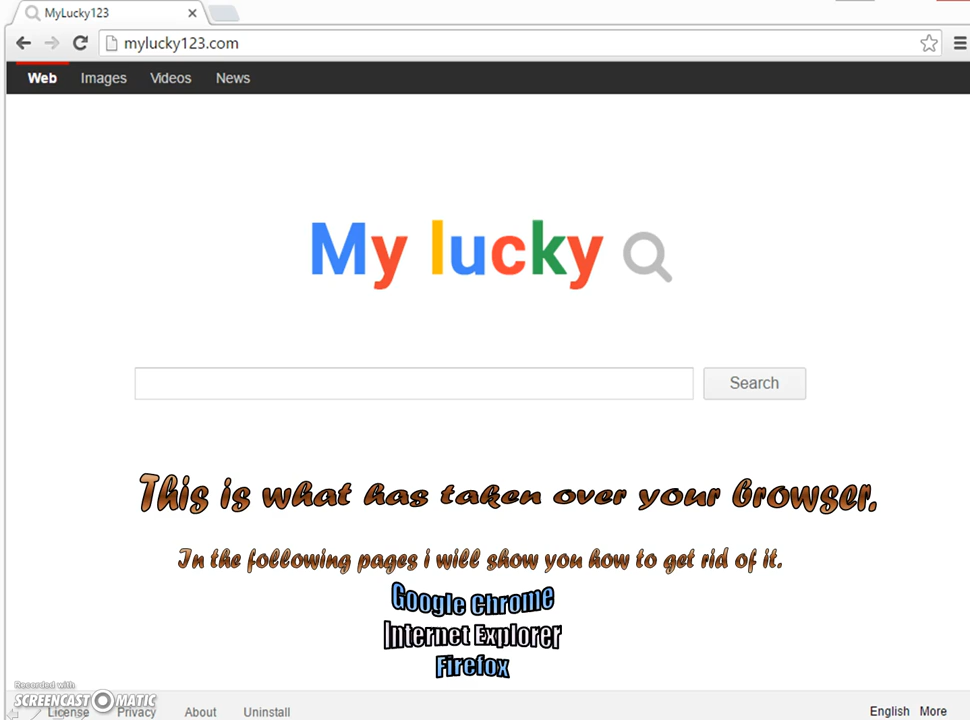 MyLucky123
mylucky123.com
Web Images Videos News
My lucky
Search
This is what has taken over your browser.
In the following pages i will show you how to get rid of it.
Google Chrome
Internet Explorer
Firefox
Recorded with
SCREENCAST-O-MATIC
License Privacy About Uninstall English More